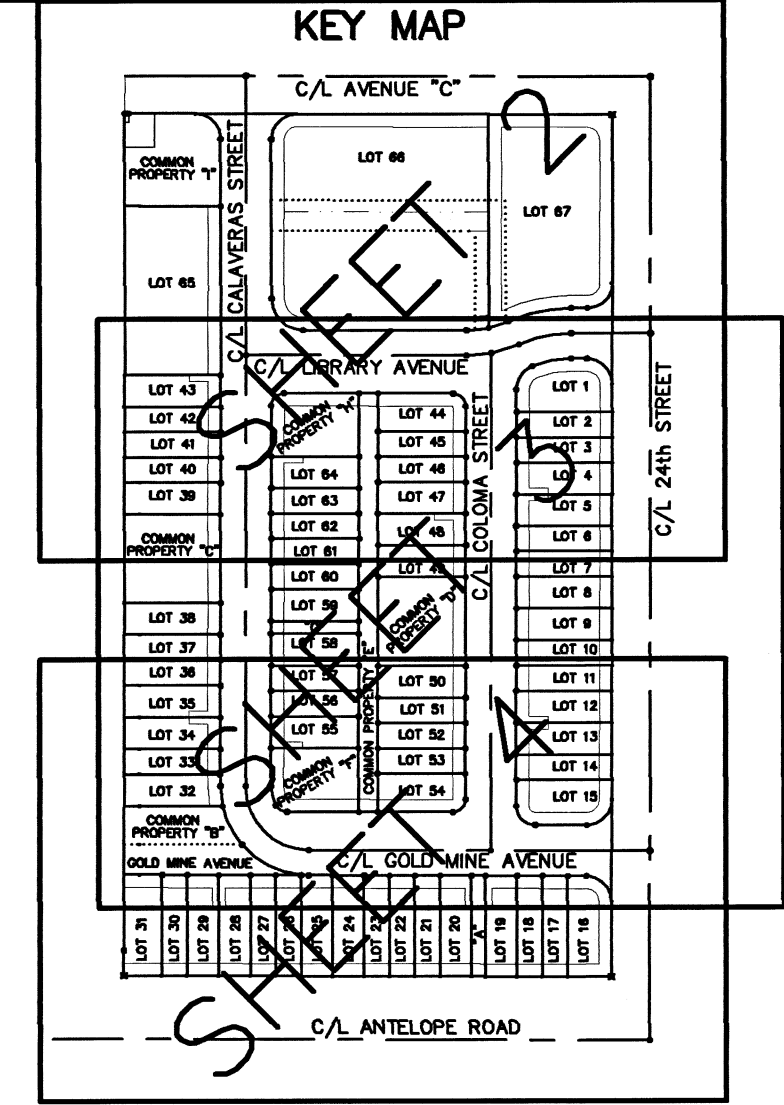 KEY MAP
C/L AVENUE "C"
SHEET 2
C/L CALAVERAS STREET
COMMON
PROPERTY "I"
LOT 66
LOT 67
LOT 65
C/L LIBRARY AVENUE
C/L 24th STREET
C/L COLOMA STREET
SHEET 3
LOT 43
LOT 42
LOT 41
LOT 40
LOT 39
COMMON
PROPERTY "C"
LOT 38
LOT 37
LOT 36
LOT 35
LOT 34
LOT 33
LOT 32
COMMON
PROPERTY "B"
GOLD MINE AVENUE
COMMON
PROPERTY "H"
LOT 64
LOT 63
LOT 62
LOT 61
LOT 60
LOT 59
LOT 58
LOT 57
LOT 56
LOT 55
COMMON
PROPERTY "F"
COMMON PROPERTY "E"
LOT 44
LOT 45
LOT 46
LOT 47
LOT 48
LOT 49
COMMON
PROPERTY "D"
LOT 50
LOT 51
LOT 52
LOT 53
LOT 54
LOT 1
LOT 2
LOT 3
LOT 4
LOT 5
LOT 6
LOT 7
LOT 8
LOT 9
LOT 10
LOT 11
LOT 12
LOT 13
LOT 14
LOT 15
SHEET 4
C/L GOLD MINE AVENUE
LOT 31
LOT 30
LOT 29
LOT 28
LOT 27
LOT 26
LOT 25
LOT 24
LOT 23
LOT 22
LOT 21
LOT 20
"A"
LOT 19
LOT 18
LOT 17
LOT 16
C/L ANTELOPE ROAD